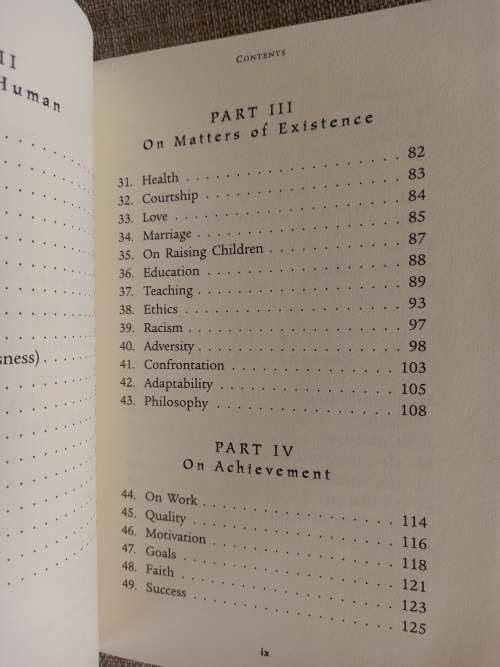 II
Human
sness) . . . . . .
CONTENTS
PART III
On Matters of Existence
31. Health . . . . . . . . . . . . . . . . . 82
32. Courtship . . . . . . . . . . . . . . . 83
33. Love . . . . . . . . . . . . . . . . . . 84
34. Marriage . . . . . . . . . . . . . . . . 85
35. On Raising Children . . . . . . . . . . 87
36. Education . . . . . . . . . . . . . . . 88
37. Teaching . . . . . . . . . . . . . . . . 89
38. Ethics . . . . . . . . . . . . . . . . . 93
39. Racism . . . . . . . . . . . . . . . . . 97
40. Adversity . . . . . . . . . . . . . . . 98
41. Confrontation . . . . . . . . . . . . . 103
42. Adaptability . . . . . . . . . . . . . . 105
43. Philosophy . . . . . . . . . . . . . . . 108
PART IV
On Achievement
44. On Work . . . . . . . . . . . . . . . . 114
45. Quality . . . . . . . . . . . . . . . . 116
46. Motivation . . . . . . . . . . . . . . . 118
47. Goals . . . . . . . . . . . . . . . . . 121
48. Faith . . . . . . . . . . . . . . . . . 123
49. Success . . . . . . . . . . . . . . . . 125
ix